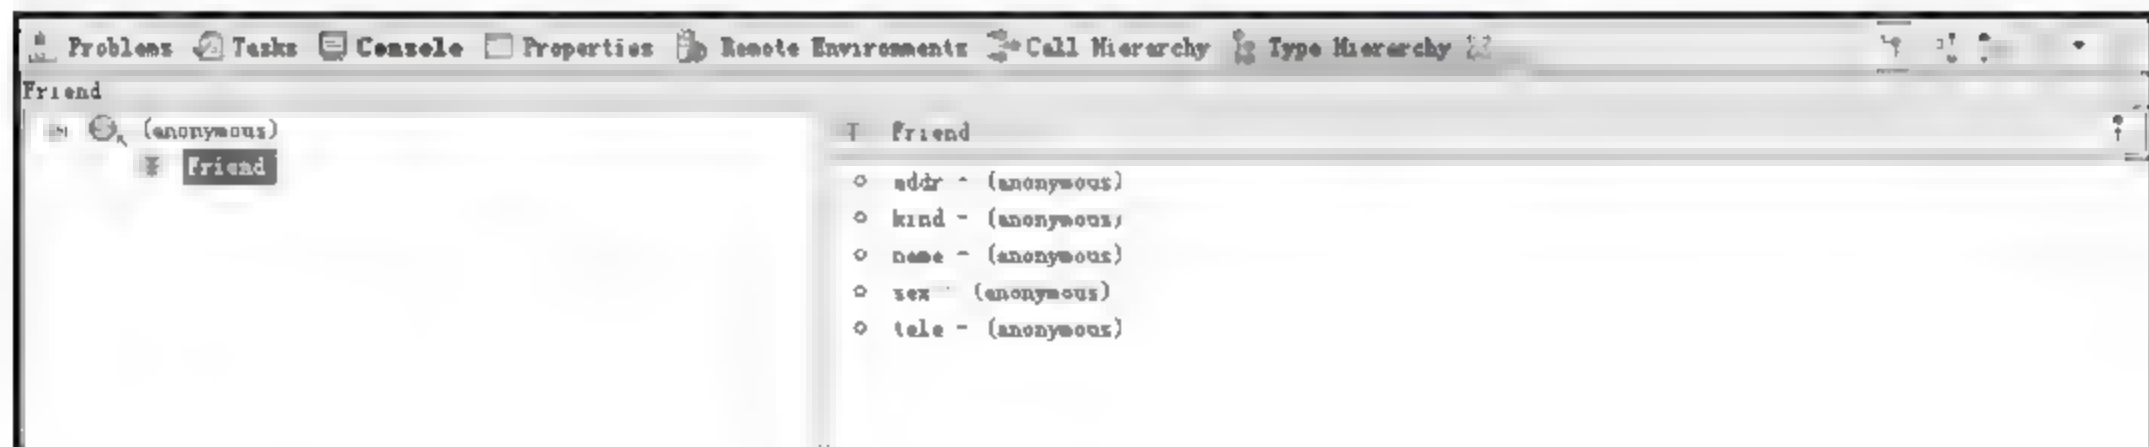 Problems Tasks Console Properties Remote Environments Call Hierarchy Type Hierarchy
Friend
(anonymous)
Friend
Friend
addr - (anonymous)
kind - (anonymous)
name - (anonymous)
sex - (anonymous)
tele - (anonymous)